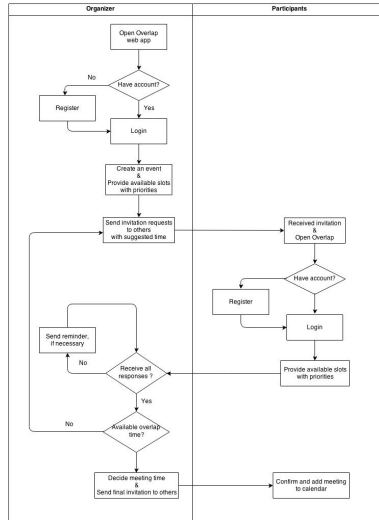 Organizer
Participants
Open Overlap
web app
No
Have account?
Register
Yes
Login
Create an event
&
Provide available slots
with priorities
Send invitation requests
to others
with suggested time
Received invitation
&
Open Overlap
Have account?
Register
Login
Send reminder,
if necessary
No
Receive all
responses ?
Provide available slots
with priorities
Yes
No
Available overlap
time?
Decide meeting time
&
Send final invitation to others
Confirm and add meeting
to calendar